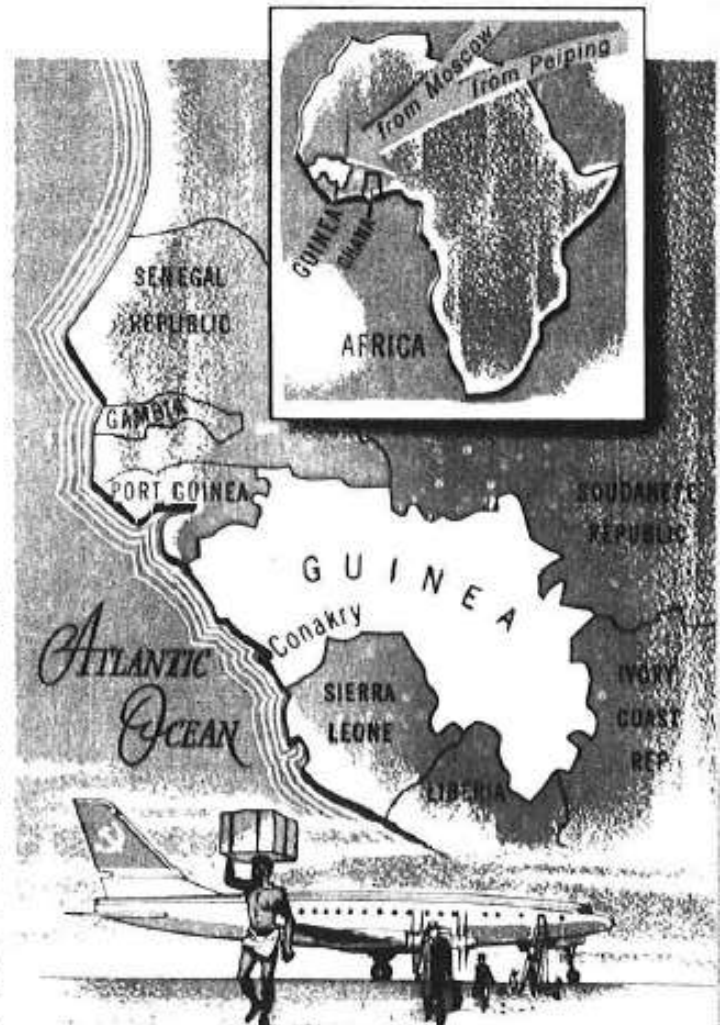 from Moscow
from Peiping
GUINEA
GHANA
AFRICA
SENEGAL
REPUBLIC
GAMBIA
PORT GUINEA
SOUDANESE
REPUBLIC
GUINEA
Conakry
ATLANTIC
OCEAN
SIERRA
LEONE
IVORY
COAST
REP.
LIBERIA